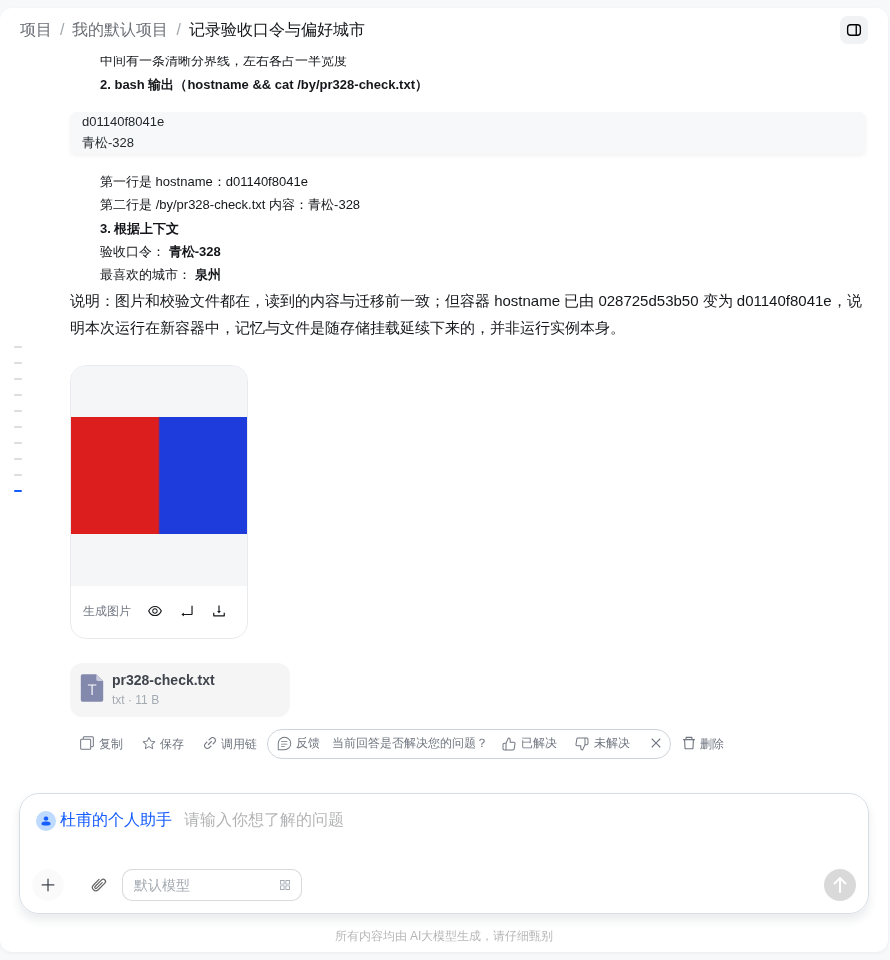 项目 / 我的默认项目 / 记录验收口令与偏好城市
中间有一条清晰分界线，左右各占一半宽度
2. bash 输出（hostname && cat /by/pr328-check.txt）
d01140f8041e
青松-328
第一行是 hostname：d01140f8041e
第二行是 /by/pr328-check.txt 内容：青松-328
3. 根据上下文
验收口令： 青松-328
最喜欢的城市： 泉州
说明：图片和校验文件都在，读到的内容与迁移前一致；但容器 hostname 已由 028725d53b50 变为 d01140f8041e，说
明本次运行在新容器中，记忆与文件是随存储挂载延续下来的，并非运行实例本身。
生成图片
T
pr328-check.txt
txt · 11 B
复制 保存 调用链 反馈 当前回答是否解决您的问题？ 已解决 未解决 删除
杜甫的个人助手 请输入你想了解的问题
默认模型
所有内容均由 AI大模型生成，请仔细甄别